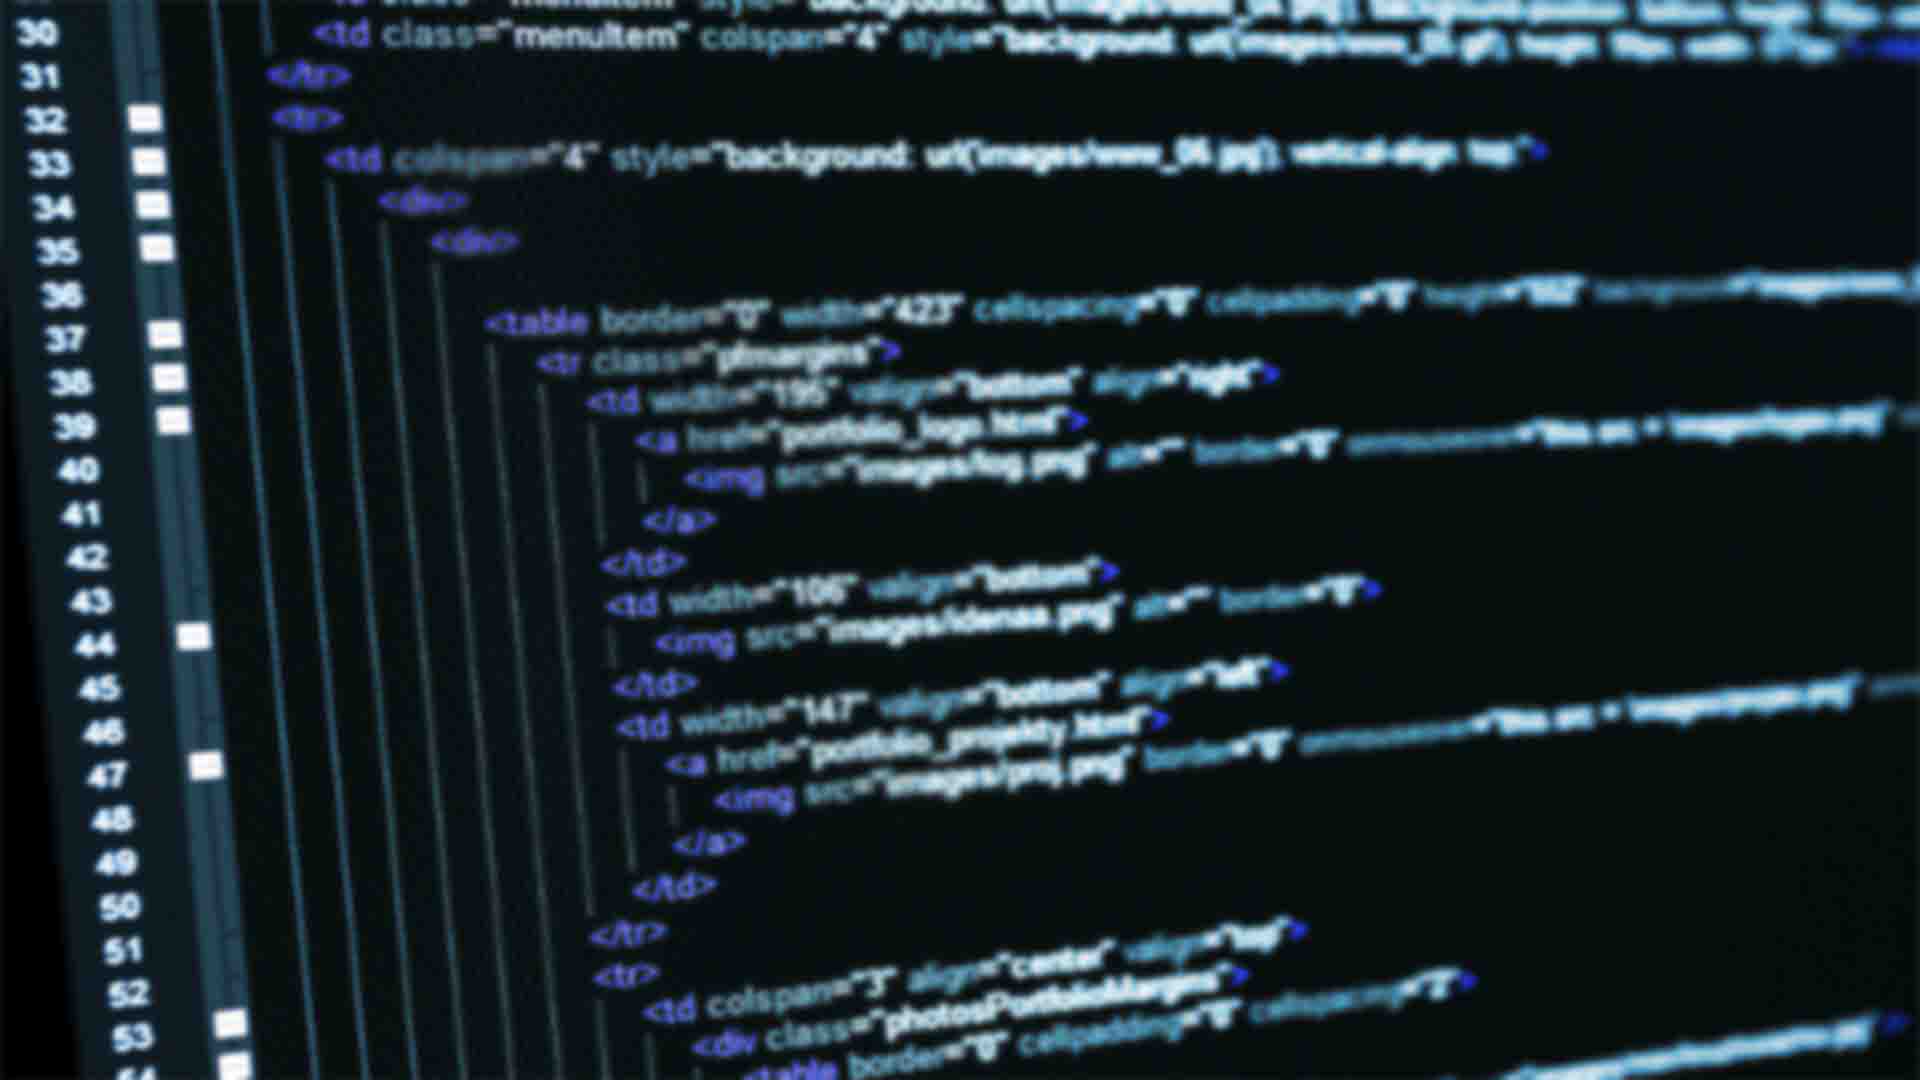 30 <td class="menuItem" colspan="4" style="background: url('images/www_05.gif'); height:
31 </tr>
32 <tr>
33 <td colspan="4" style="background: url('images/www_06.jpg'); vertical-align: top;">
34 <div>
35 <div>
36 <table border="0" width="423" cellspacing="0" cellpadding="0" height= background=
37 <tr class="pfmargins">
38 <td width="195" valign="bottom" align="right">
39 <a href="portfolio_logo.html">
40 <img src="images/log.png" alt="" border="0"
41 </a>
42 </td>
43 <td width="106" valign="bottom">
44 <img src="images/idenaa.png" alt="" border="0">
45 </td>
46 <td width="147" valign="bottom" align="left">
47 <a href="portfolio_projekty.html">
48 <img src="images/proj.png" border="0"
49 </a>
50 </td>
51 </tr>
52 <tr>
53 <td colspan="3" align="center" valign="top">
54 <div class="photosPortfolioMargins">
<table border="0" cellpadding="0" cellspacing="2">